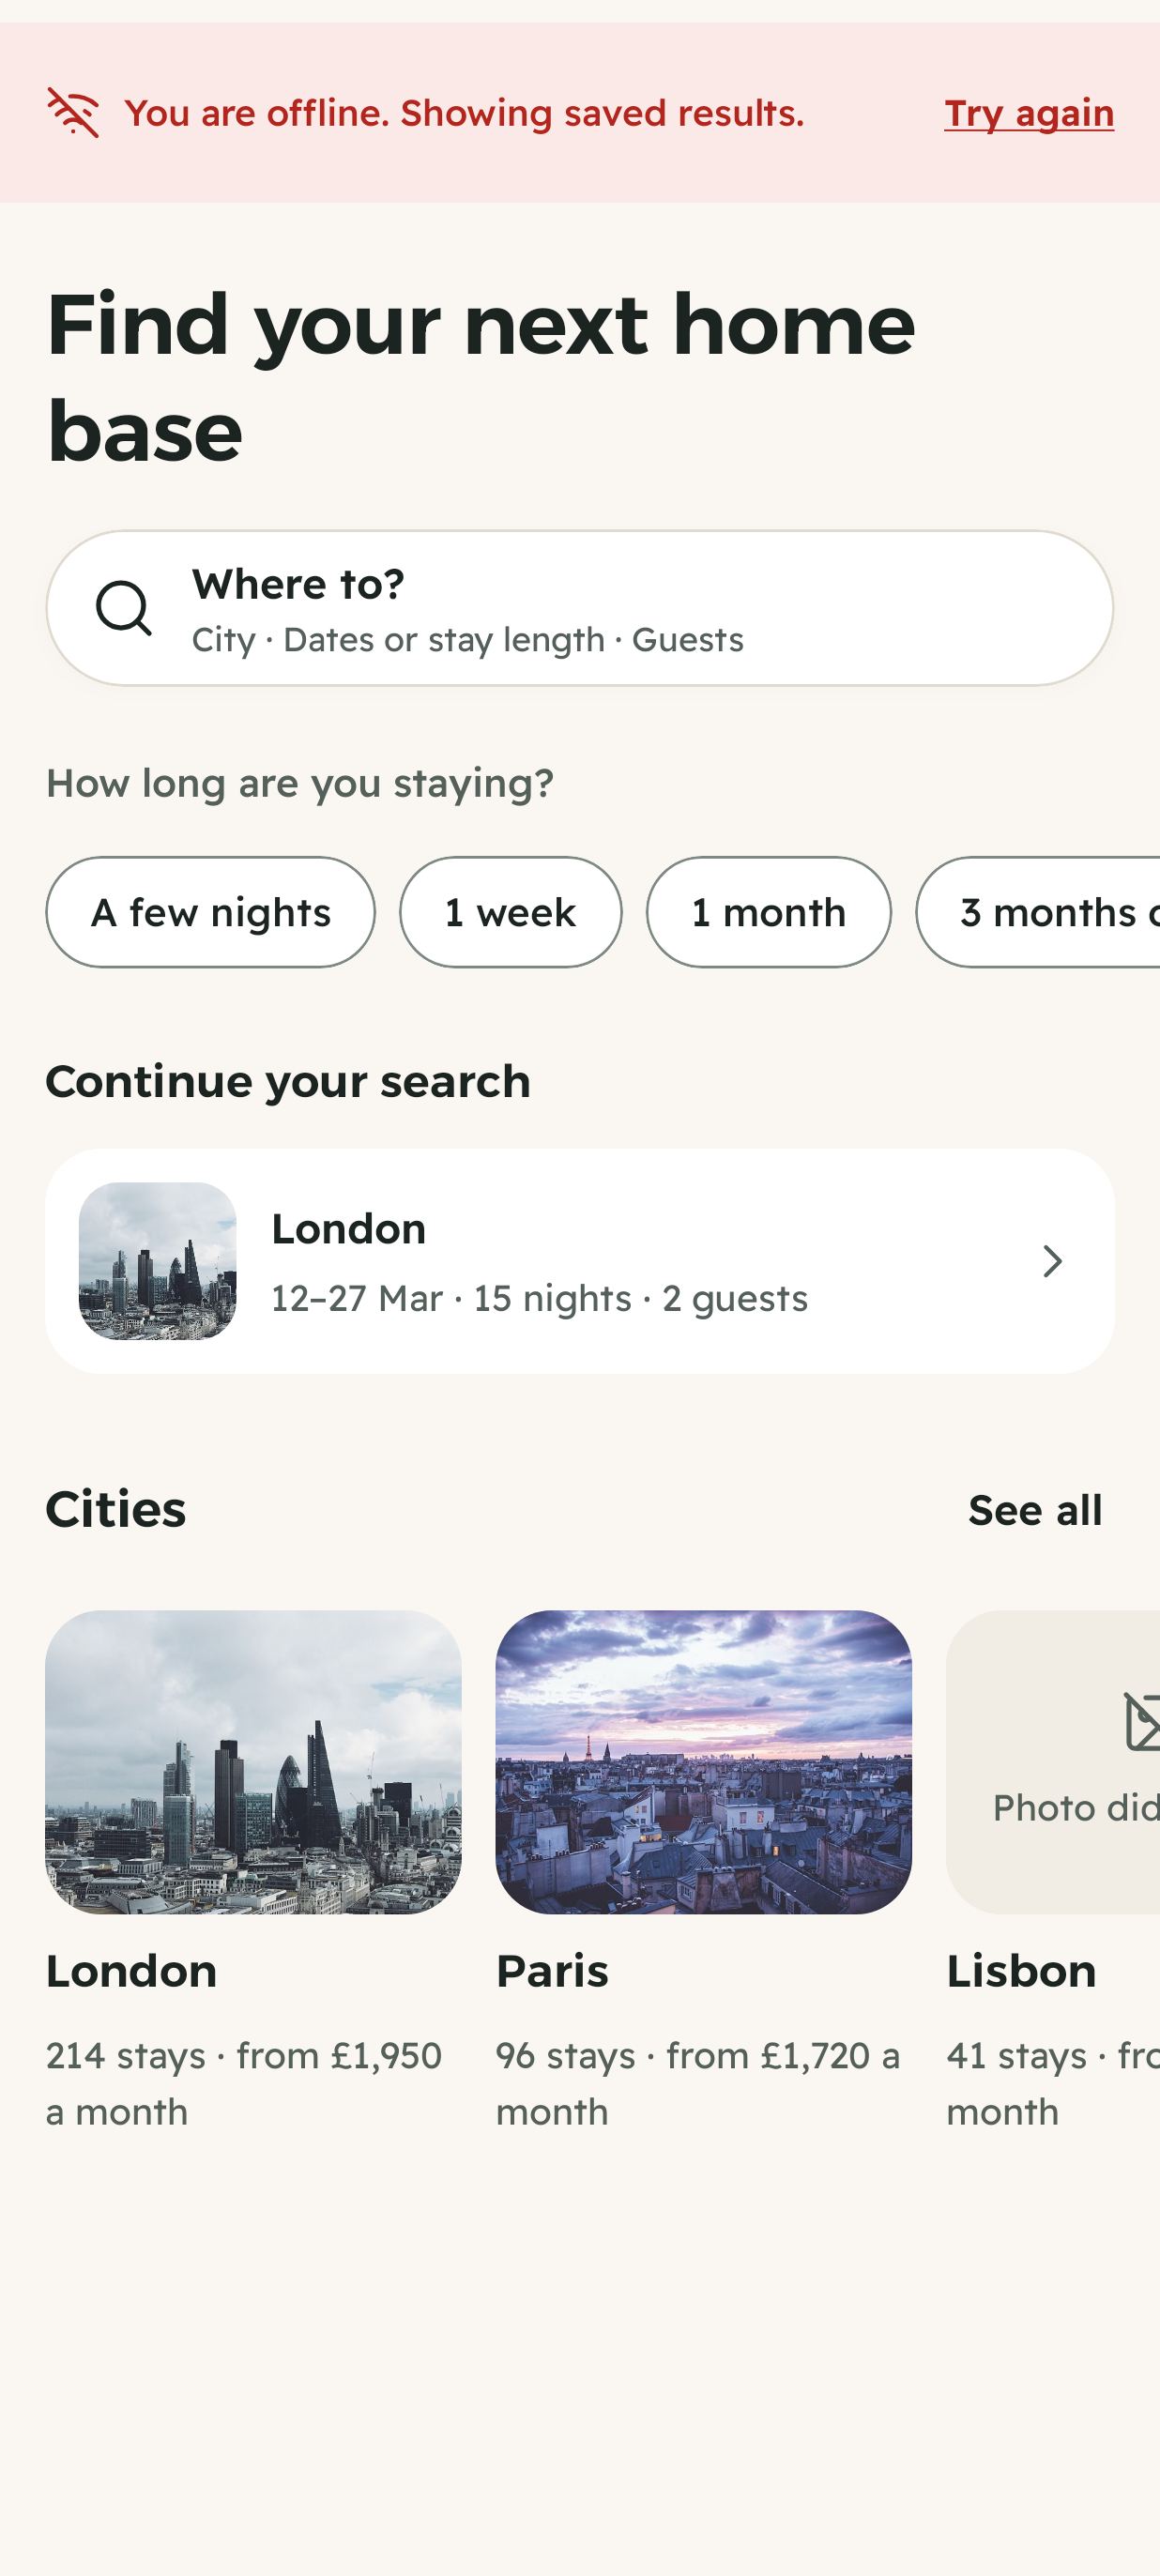 You are offline. Showing saved results.
Try again
Find your next home
base
Where to?
City · Dates or stay length · Guests
How long are you staying?
A few nights
1 week
1 month
3 months
Continue your search
London
12–27 Mar · 15 nights · 2 guests
Cities
See all
London
214 stays · from £1,950
a month
Paris
96 stays · from £1,720 a
month
Lisbon
41 stays ·
month
Photo did